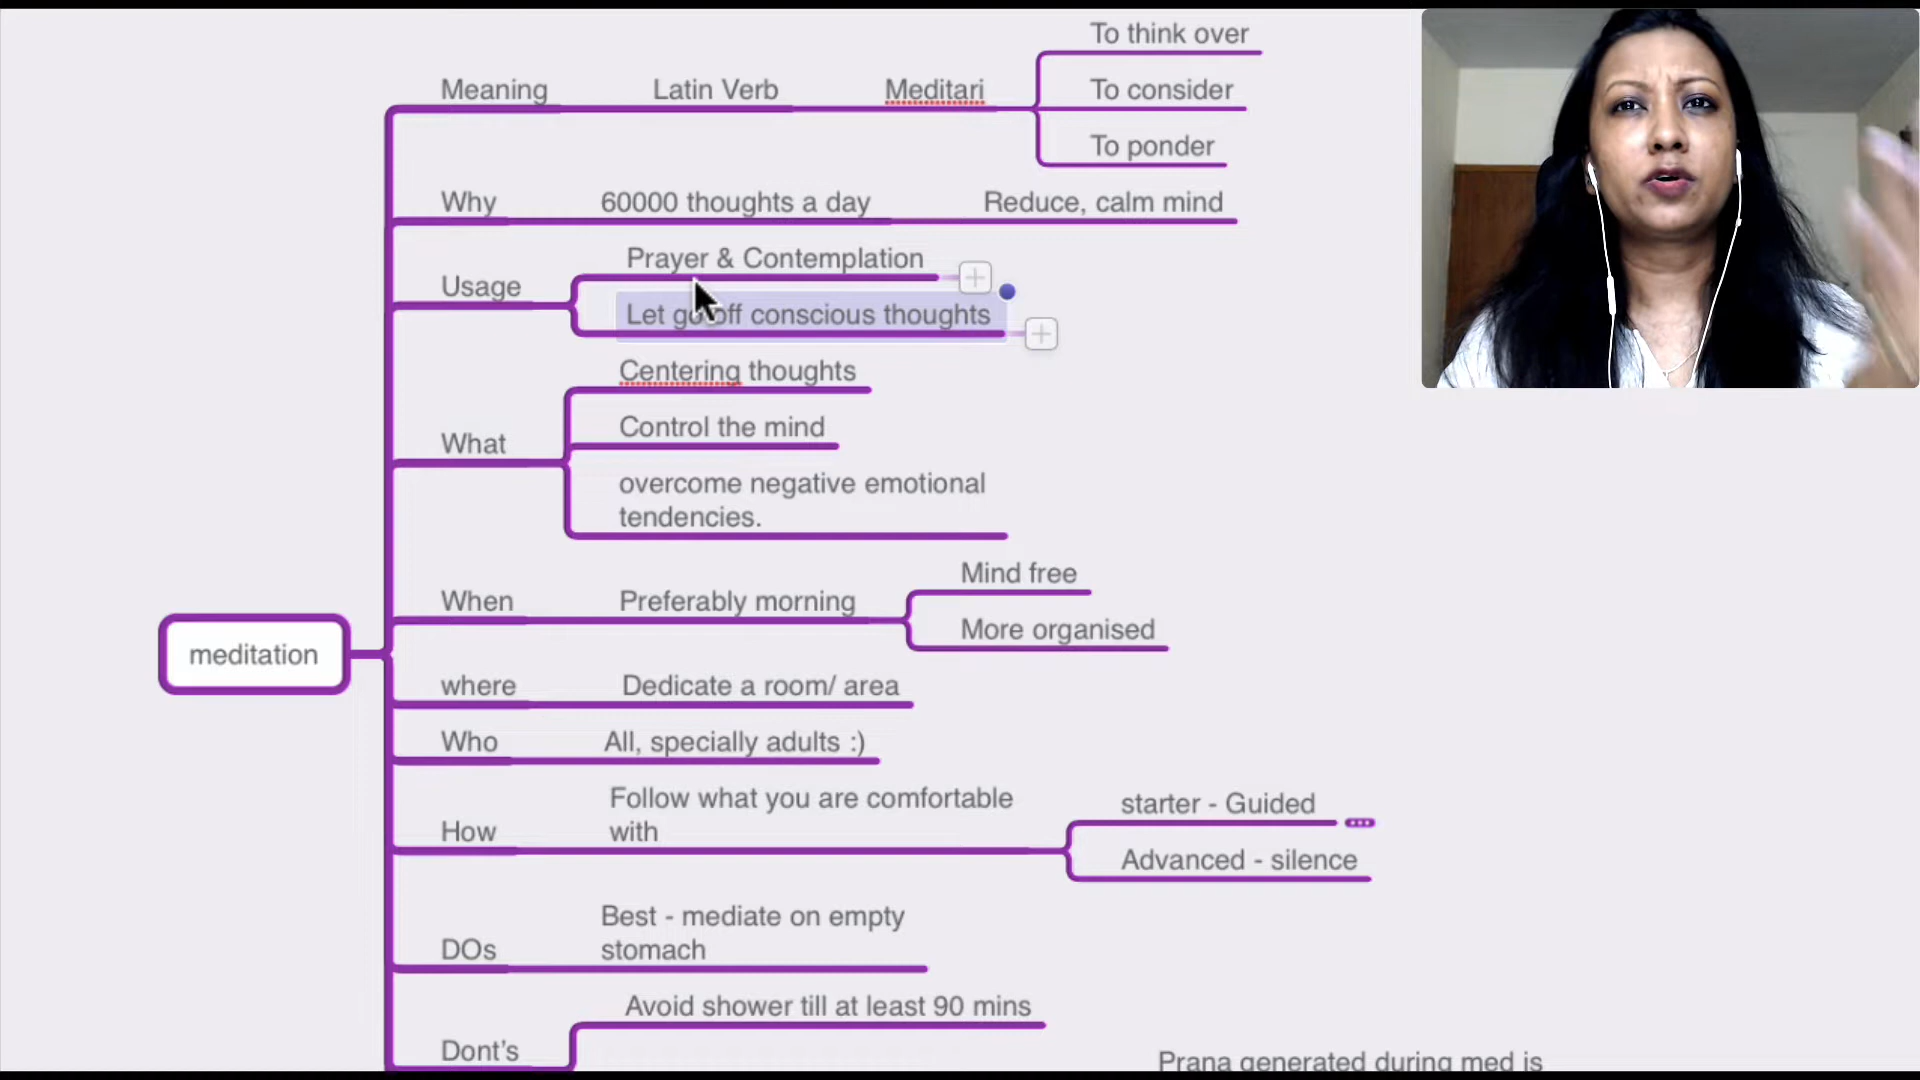 To think over
Meaning Latin Verb Meditari To consider
To ponder
Why 60000 thoughts a day Reduce, calm mind
Prayer & Contemplation
Usage
Let go off conscious thoughts
Centering thoughts
Control the mind
What
overcome negative emotional
tendencies.
Mind free
When Preferably morning
More organised
meditation
where Dedicate a room/ area
Who All, specially adults :)
Follow what you are comfortable
with
How
starter - Guided
Advanced - silence
Best - mediate on empty
stomach
DOs
Avoid shower till at least 90 mins
Dont's
Prana generated during med is